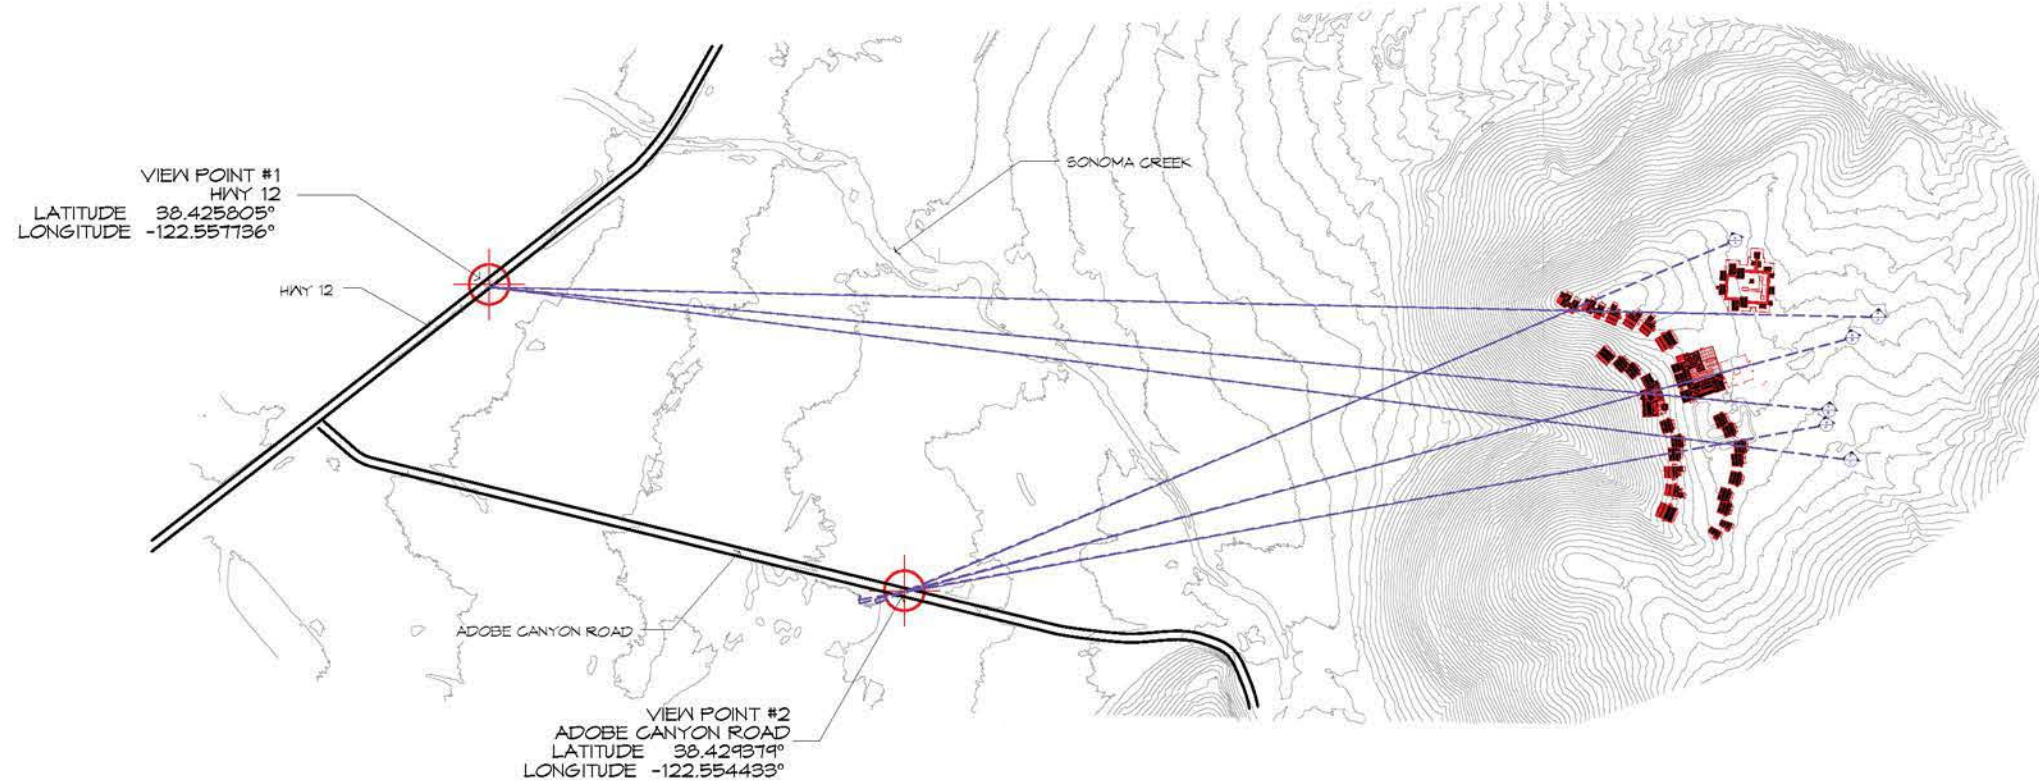 VIEW POINT #1
HWY 12
LATITUDE 38.425805°
LONGITUDE -122.557736°
SONOMA CREEK
HWY 12
ADOBE CANYON ROAD
VIEW POINT #2
ADOBE CANYON ROAD
LATITUDE 38.429379°
LONGITUDE -122.554433°